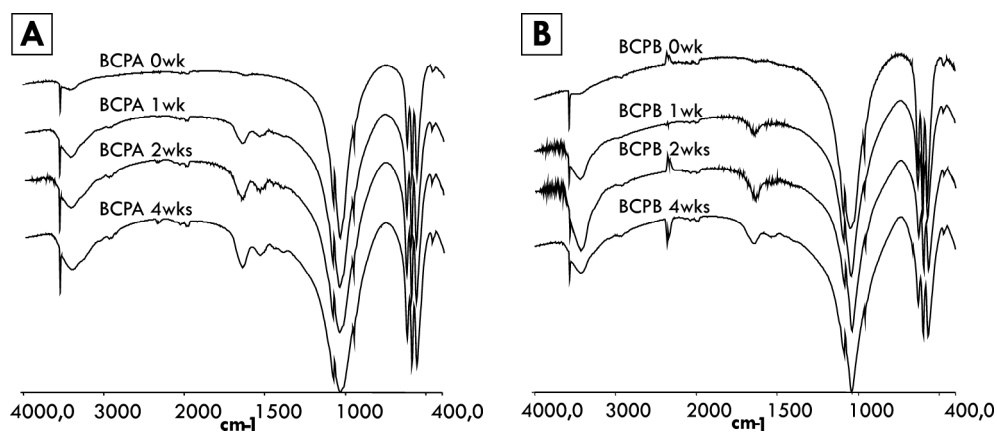 A
BCPA 0wk
BCPA 1wk
BCPA 2wks
BCPA 4wks
4000,0 3000 2000 1500 1000 400,0
cm-1
B
BCPB 0wk
BCPB 1wk
BCPB 2wks
BCPB 4wks
4000,0 3000 2000 1500 1000 400,0
cm-1